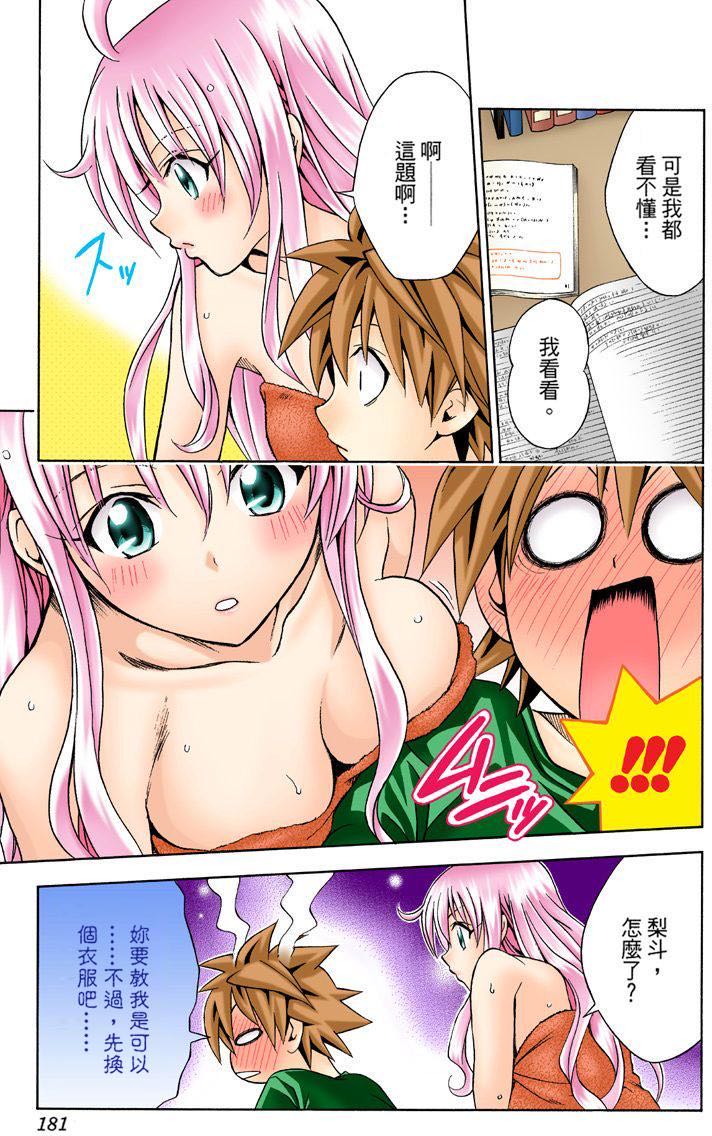 可是我都
看不懂…
我看看。
啊——
這題啊…
スッ
ムニッ
!!!
梨斗，
怎麼了?
妳要教我是可以
……不過，先換
個衣服吧……
181